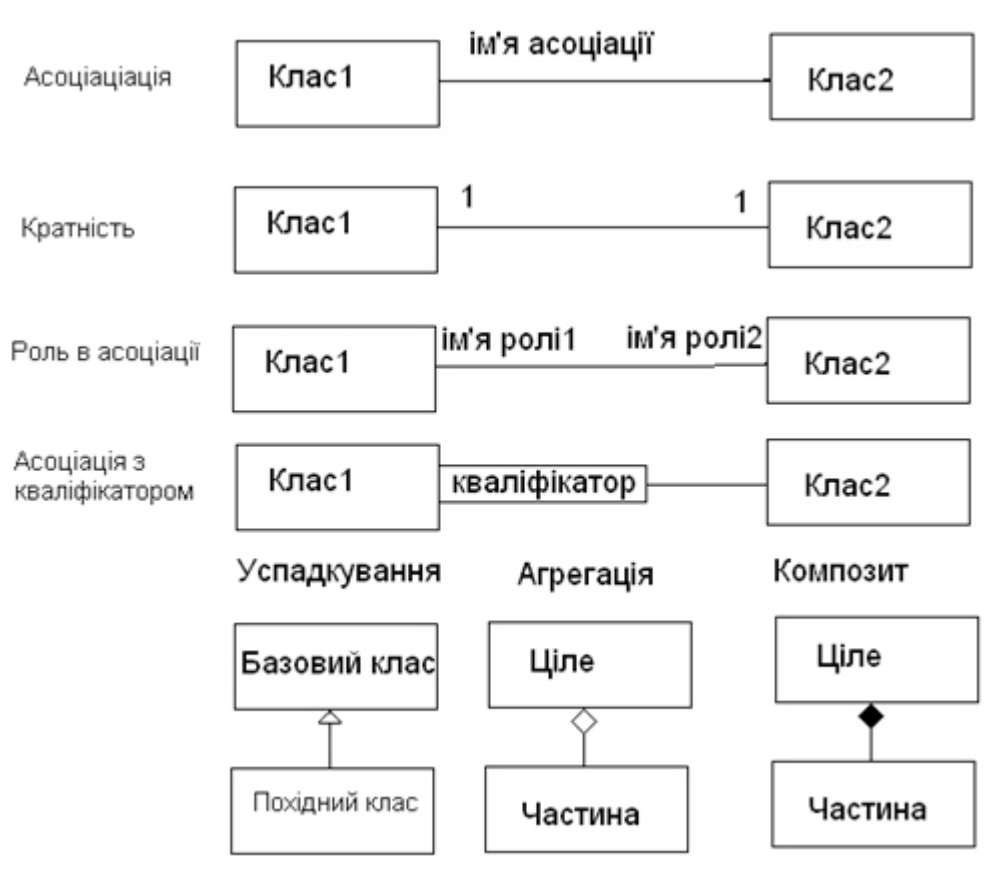 Асоціаціація
Клас1
ім'я асоціації
Клас2
Кратність
Клас1
1
1
Клас2
Роль в асоціації
Клас1
ім'я ролі1
ім'я ролі2
Клас2
Асоціація з
кваліфікатором
Клас1
кваліфікатор
Клас2
Успадкування
Агрегація
Композит
Базовий клас
Ціле
Ціле
Похідний клас
Частина
Частина